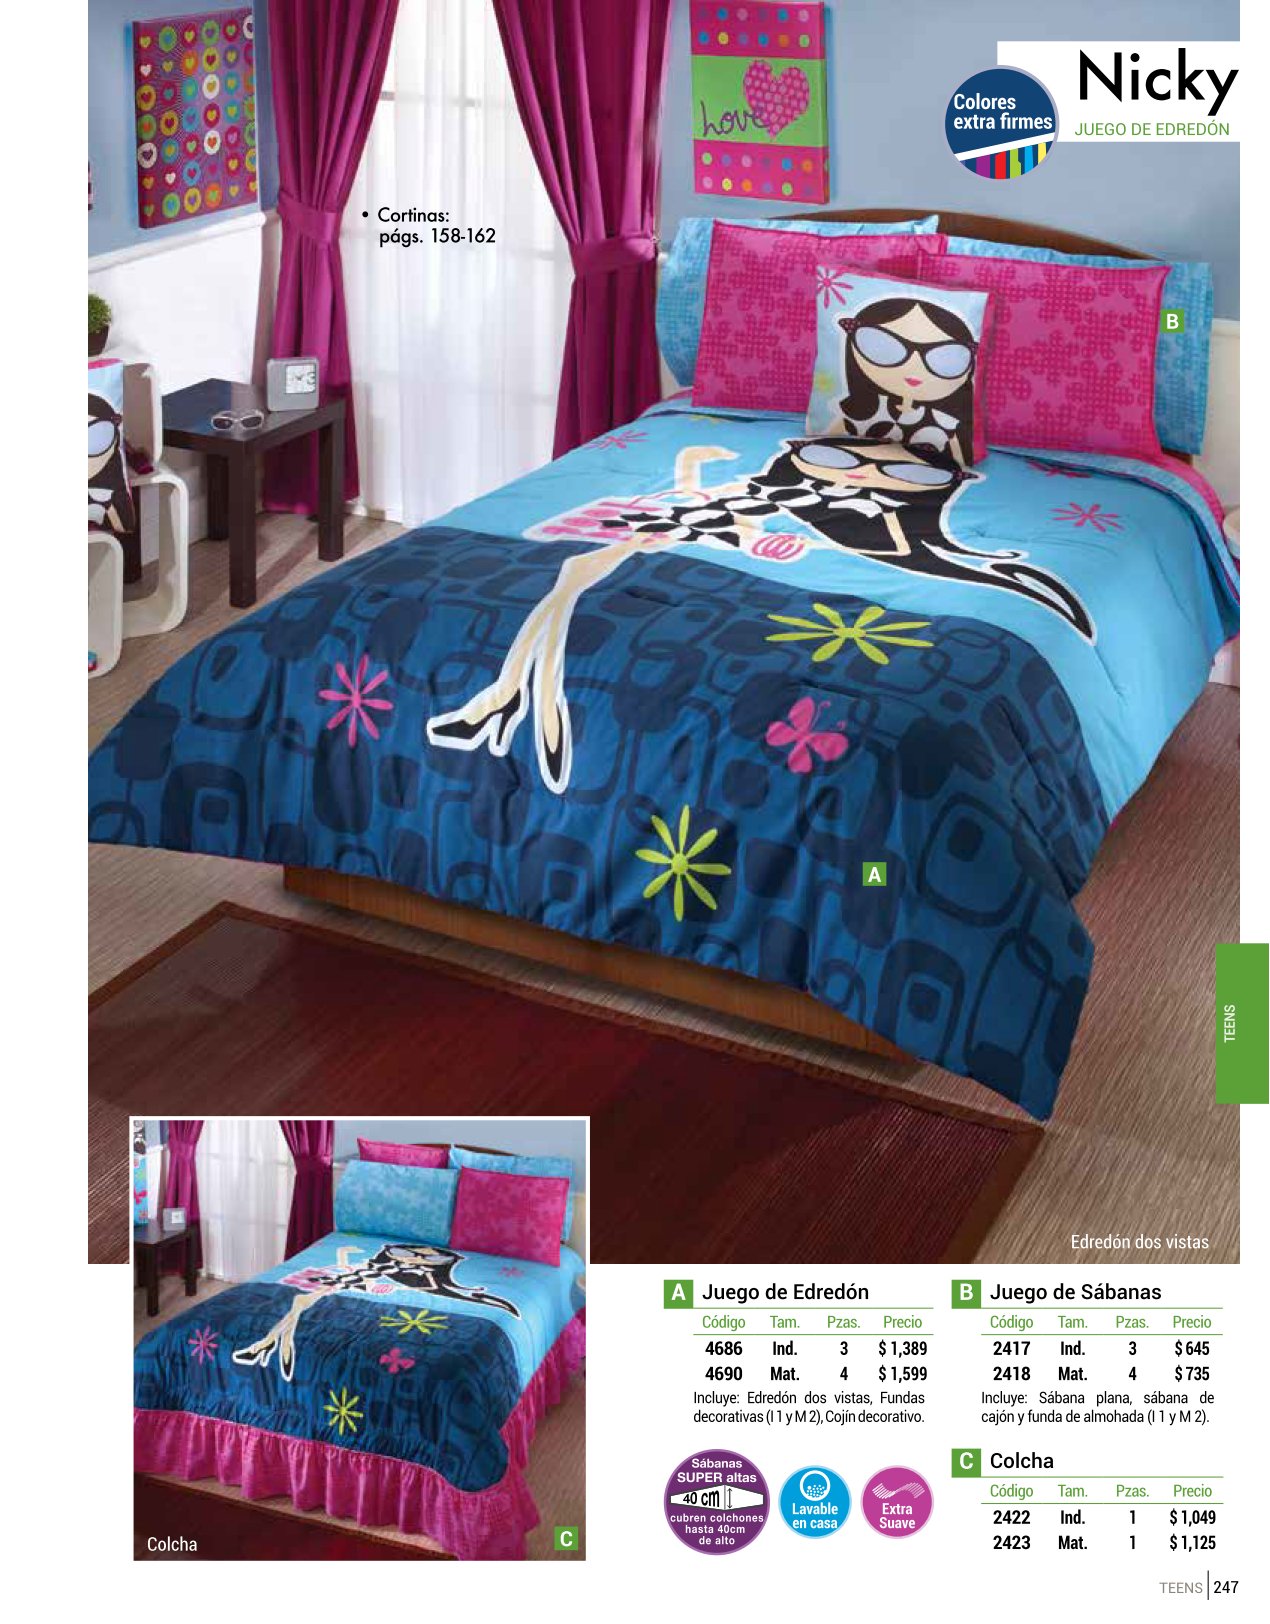 Nicky
JUEGO DE EDREDÓN
Colores
extra firmes
love
• Cortinas:
págs. 158-162
B
A
TEENS
Edredón dos vistas
Colcha
C
A Juego de Edredón
Código Tam. Pzas. Precio
4686 Ind. 3 $ 1,389
4690 Mat. 4 $ 1,599
Incluye: Edredón dos vistas, Fundas
decorativas (I 1 y M 2), Cojín decorativo.
Sábanas
SUPER altas
40 cm
cubren colchones
hasta 40cm
de alto
Lavable
en casa
Extra
Suave
B Juego de Sábanas
Código Tam. Pzas. Precio
2417 Ind. 3 $ 645
2418 Mat. 4 $ 735
Incluye: Sábana plana, sábana de
cajón y funda de almohada (I 1 y M 2).
C Colcha
Código Tam. Pzas. Precio
2422 Ind. 1 $ 1,049
2423 Mat. 1 $ 1,125
TEENS 247